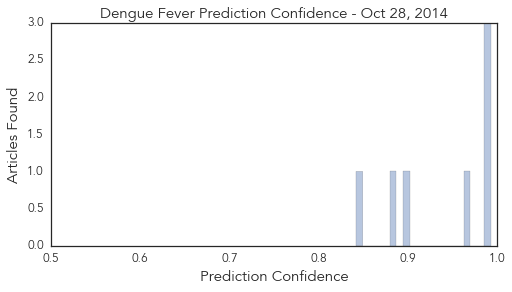 Dengue Fever Prediction Confidence - Oct 28, 2014
3.0
2.5
2.0
1.5
1.0
0.5
0.0
Articles Found
0.5 0.6 0.7 0.8 0.9 1.0
Prediction Confidence